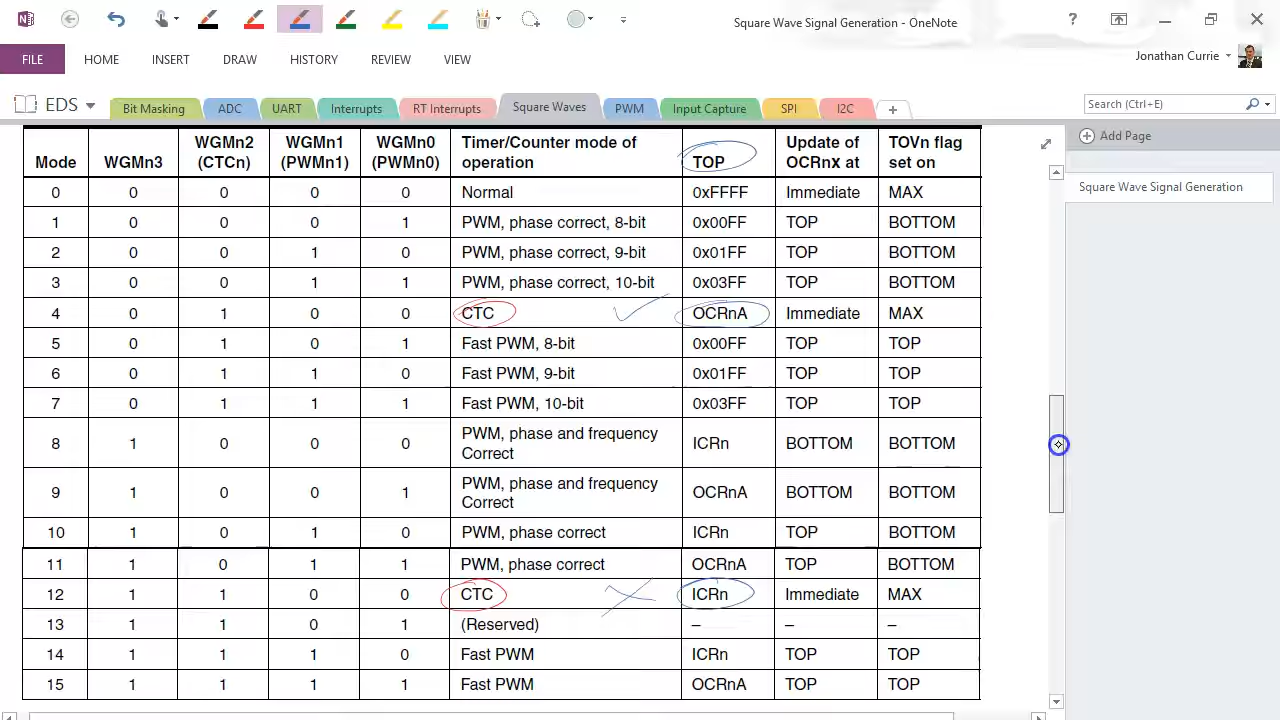 Square Wave Signal Generation - OneNote
?
Jonathan Currie
FILE HOME INSERT DRAW HISTORY REVIEW VIEW
EDS Bit Masking ADC UART Interrupts RT Interrupts Square Waves PWM Input Capture SPI I2C + Search (Ctrl+E)
Add Page
Square Wave Signal Generation
Mode WGMn3 WGMn2 (CTCn) WGMn1 (PWMn1) WGMn0 (PWMn0) Timer/Counter mode of operation TOP Update of OCRnX at TOVn flag set on
0 0 0 0 0 Normal 0xFFFF Immediate MAX
1 0 0 0 1 PWM, phase correct, 8-bit 0x00FF TOP BOTTOM
2 0 0 1 0 PWM, phase correct, 9-bit 0x01FF TOP BOTTOM
3 0 0 1 1 PWM, phase correct, 10-bit 0x03FF TOP BOTTOM
4 0 1 0 0 CTC OCRnA Immediate MAX
5 0 1 0 1 Fast PWM, 8-bit 0x00FF TOP TOP
6 0 1 1 0 Fast PWM, 9-bit 0x01FF TOP TOP
7 0 1 1 1 Fast PWM, 10-bit 0x03FF TOP TOP
8 1 0 0 0 PWM, phase and frequency Correct ICRn BOTTOM BOTTOM
9 1 0 0 1 PWM, phase and frequency Correct OCRnA BOTTOM BOTTOM
10 1 0 1 0 PWM, phase correct ICRn TOP BOTTOM
11 1 0 1 1 PWM, phase correct OCRnA TOP BOTTOM
12 1 1 0 0 CTC ICRn Immediate MAX
13 1 1 0 1 (Reserved) – – –
14 1 1 1 0 Fast PWM ICRn TOP TOP
15 1 1 1 1 Fast PWM OCRnA TOP TOP